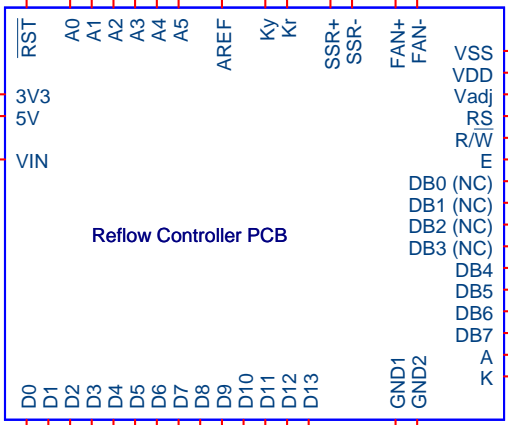 R̅S̅T̅ A0 A1 A2 A3 A4 A5 AREF Ky Kr SSR+ SSR- FAN+ FAN-
VSS
VDD
3V3 Vadj
5V RS
R/W̅
VIN E
DB0 (NC)
DB1 (NC)
DB2 (NC)
Reflow Controller PCB
DB3 (NC)
DB4
DB5
DB6
DB7
A
K
D0 D1 D2 D3 D4 D5 D6 D7 D8 D9 D10 D11 D12 D13 GND1 GND2